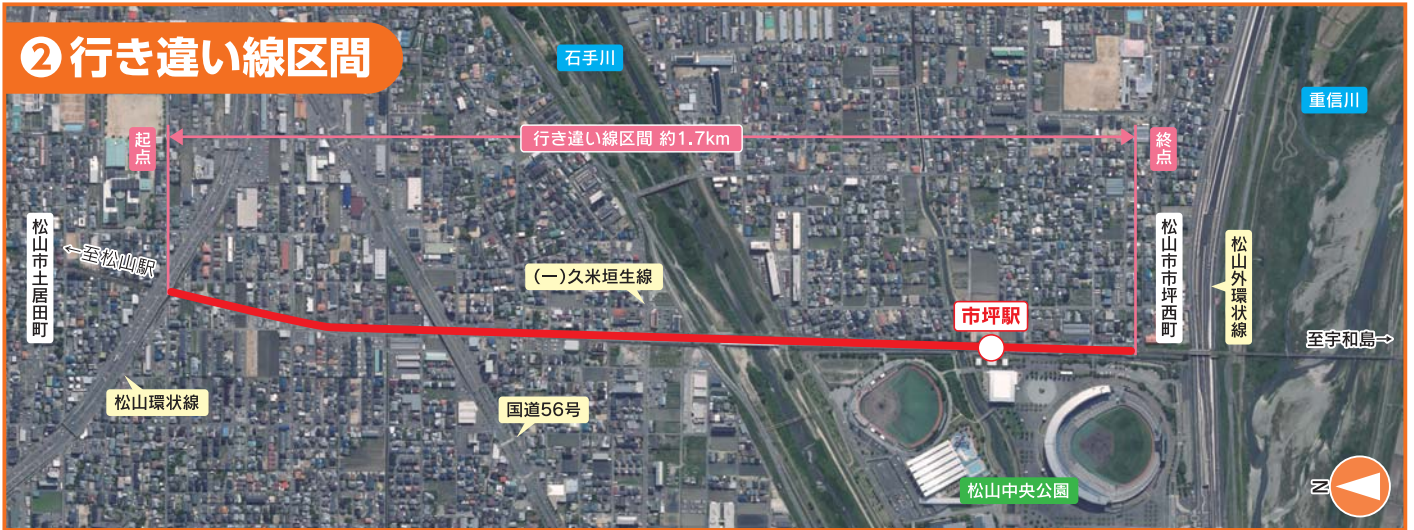 ❷行き違い線区間
石手川
重信川
起点
行き違い線区間 約1.7km
終点
松山市土居田町
←至松山駅
(一)久米垣生線
市坪駅
松山市市坪西町
松山外環状線
至宇和島→
松山環状線
国道56号
松山中央公園
N